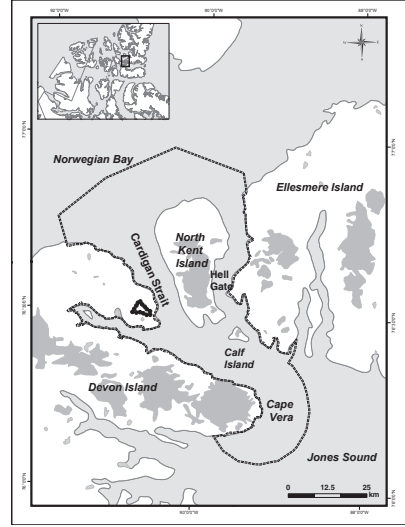 Norwegian Bay
Ellesmere Island
North
Kent
Island
Cardigan Strait
Hell
Gate
Calf
Island
Devon Island
Cape
Vera
Jones Sound
0 12.5 25
km